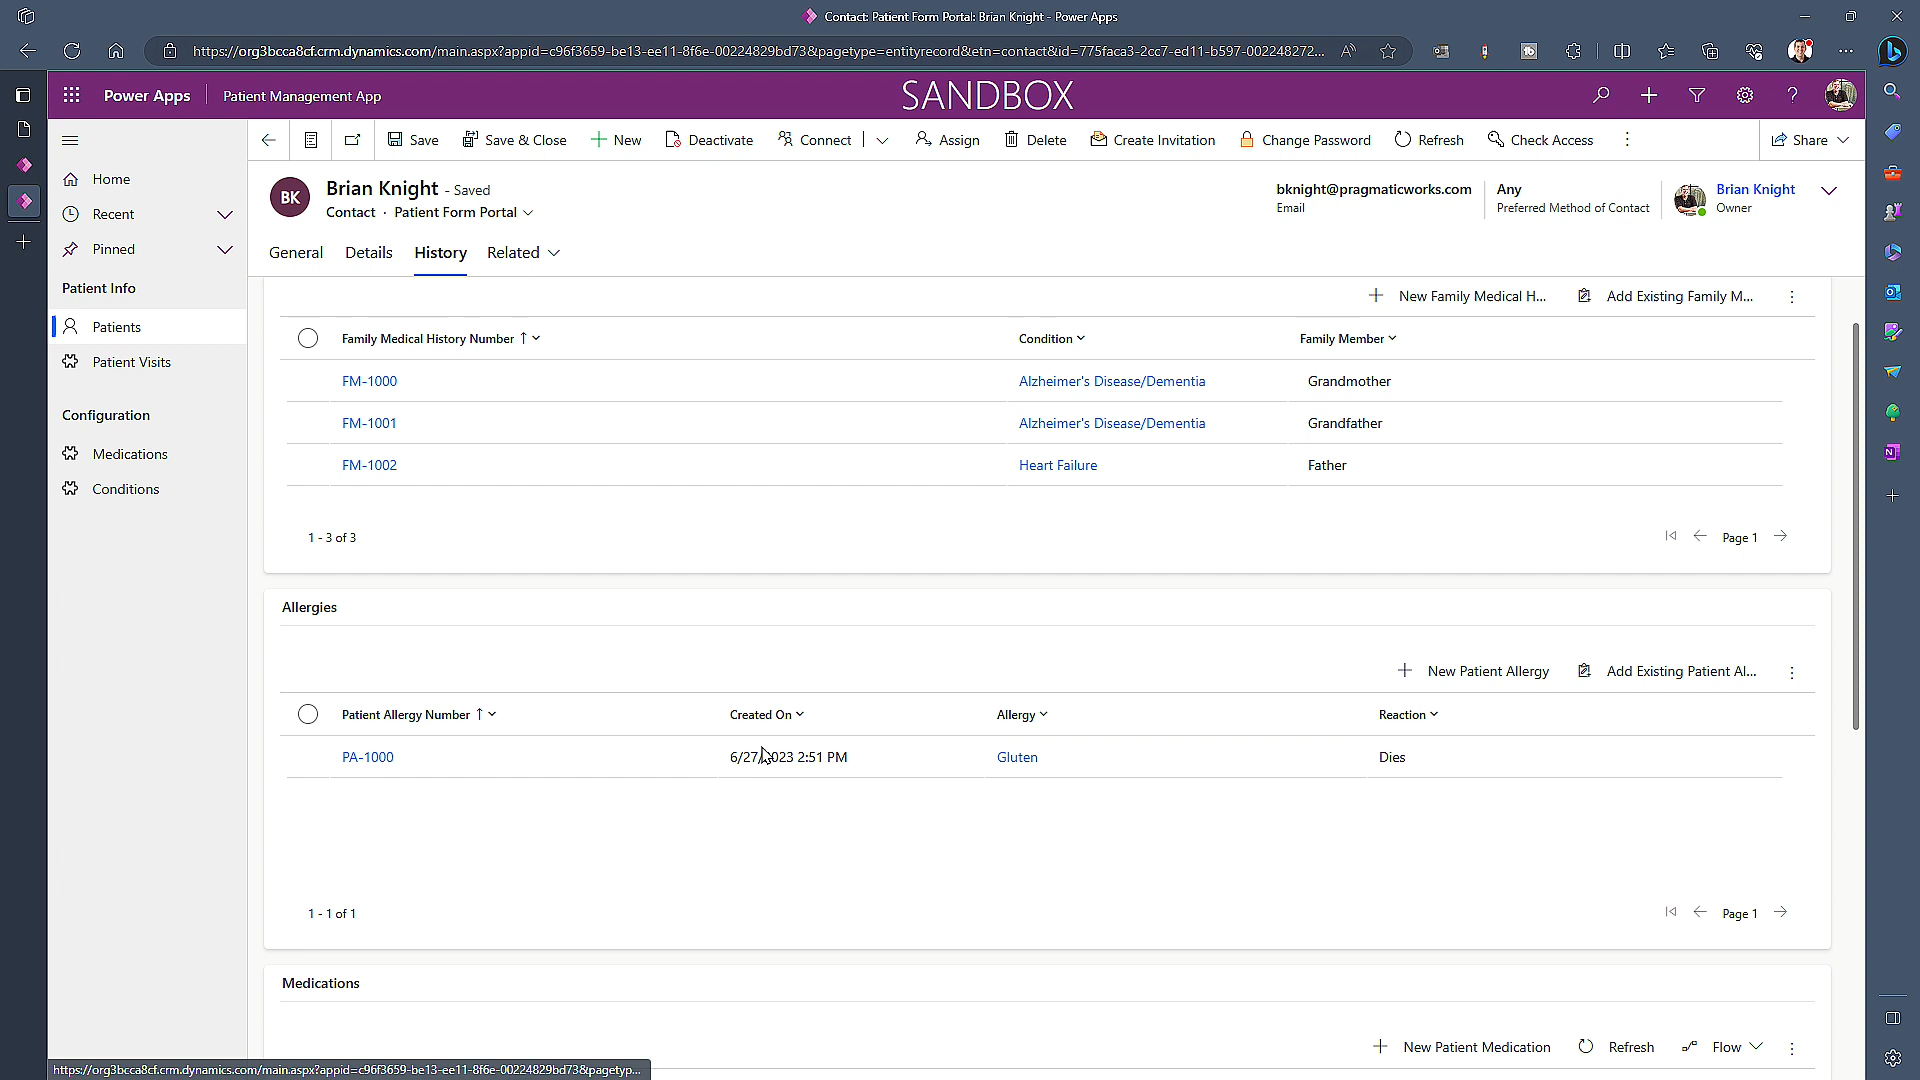 Contact: Patient Form Portal: Brian Knight - Power Apps
https://org3bcca8cf.crm.dynamics.com/main.aspx?appid=c96f3659-be13-ee11-8f6e-00224829bd73&pagetype=entityrecord&etn=contact&id=775faca3-2cc7-ed11-b597-002248272...
Power Apps
Patient Management App
SANDBOX
Save
Save & Close
New
Deactivate
Connect
Assign
Delete
Create Invitation
Change Password
Refresh
Check Access
Share
Home
Recent
Pinned
Patient Info
Patients
Patient Visits
Configuration
Medications
Conditions
BK
Brian Knight - Saved
Contact · Patient Form Portal
bknight@pragmaticworks.com
Email
Any
Preferred Method of Contact
Brian Knight
Owner
General
Details
History
Related
New Family Medical H...
Add Existing Family M...
Family Medical History Number
Condition
Family Member
FM-1000
Alzheimer's Disease/Dementia
Grandmother
FM-1001
Alzheimer's Disease/Dementia
Grandfather
FM-1002
Heart Failure
Father
1 - 3 of 3
Page 1
Allergies
New Patient Allergy
Add Existing Patient Al...
Patient Allergy Number
Created On
Allergy
Reaction
PA-1000
6/27/2023 2:51 PM
Gluten
Dies
1 - 1 of 1
Page 1
Medications
New Patient Medication
Refresh
Flow
https://org3bcca8cf.crm.dynamics.com/main.aspx?appid=c96f3659-be13-ee11-8f6e-00224829bd73&pagetyp...